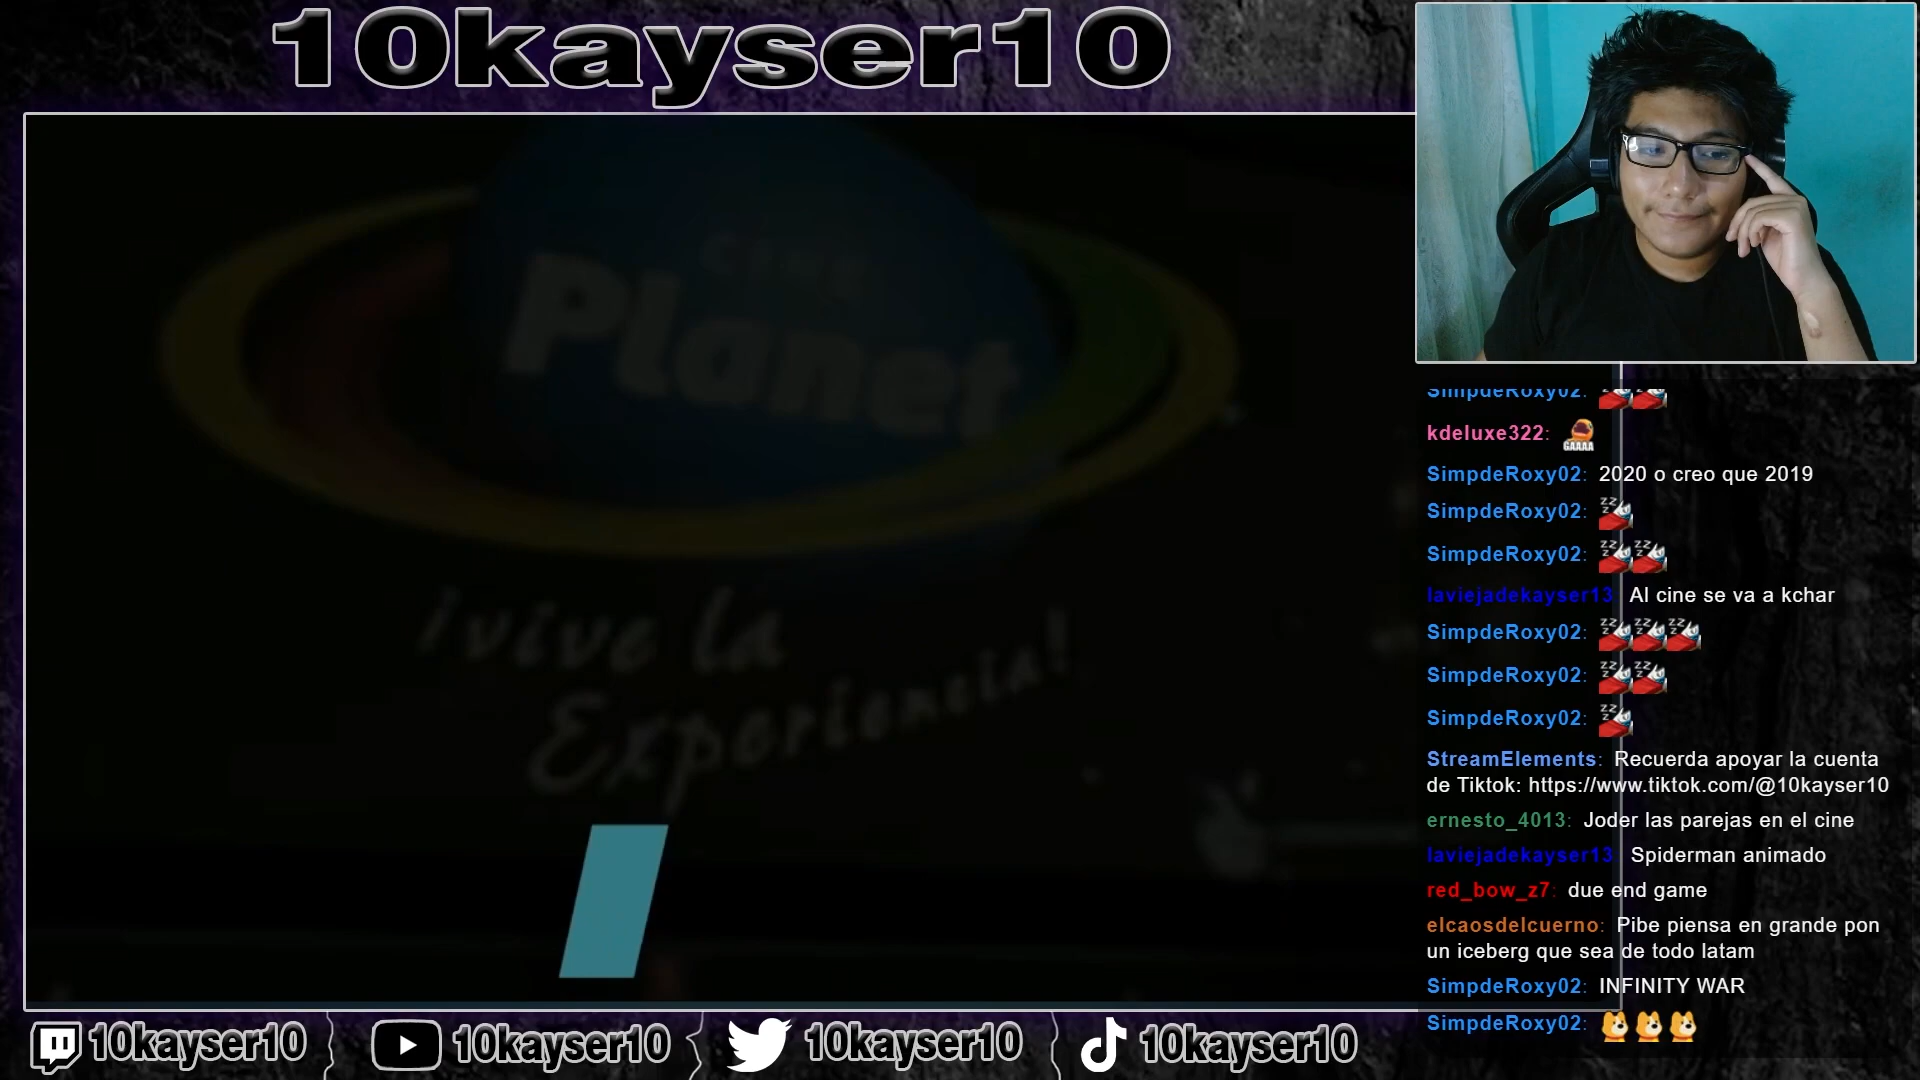 10kayser10
CINE
Planet
¡vive la
Experiencia!
SimpdeRoxy02:
kdeluxe322: GAAAA
SimpdeRoxy02: 2020 o creo que 2019
SimpdeRoxy02:
SimpdeRoxy02:
laviejadekayser13 Al cine se va a kchar
SimpdeRoxy02:
SimpdeRoxy02:
SimpdeRoxy02:
StreamElements: Recuerda apoyar la cuenta
de Tiktok: https://www.tiktok.com/@10kayser10
ernesto_4013: Joder las parejas en el cine
laviejadekayser13 Spiderman animado
red_bow_z7: due end game
elcaosdelcuerno: Pibe piensa en grande pon
un iceberg que sea de todo latam
SimpdeRoxy02: INFINITY WAR
SimpdeRoxy02:
10kayser10 10kayser10 10kayser10 10kayser10